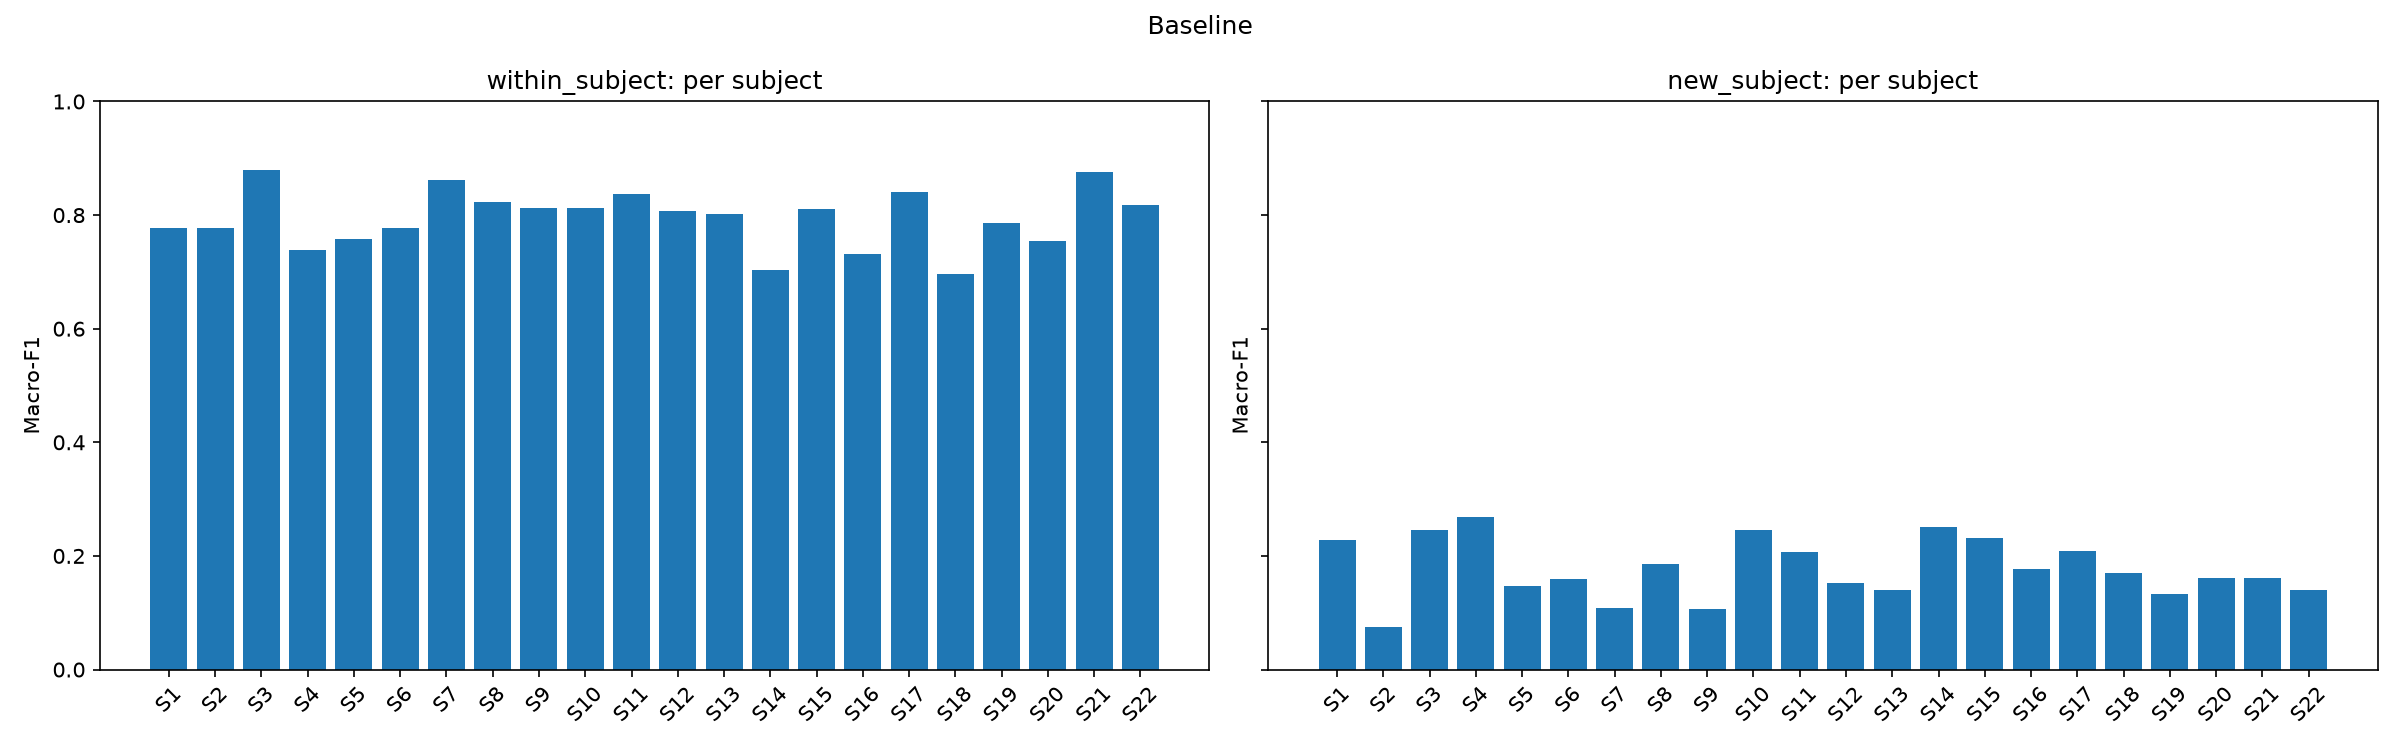 Baseline
within_subject: per subject
Macro-F1
1.0
0.8
0.6
0.4
0.2
0.0
S1 S2 S3 S4 S5 S6 S7 S8 S9 S10 S11 S12 S13 S14 S15 S16 S17 S18 S19 S20 S21 S22
new_subject: per subject
Macro-F1
S1 S2 S3 S4 S5 S6 S7 S8 S9 S10 S11 S12 S13 S14 S15 S16 S17 S18 S19 S20 S21 S22